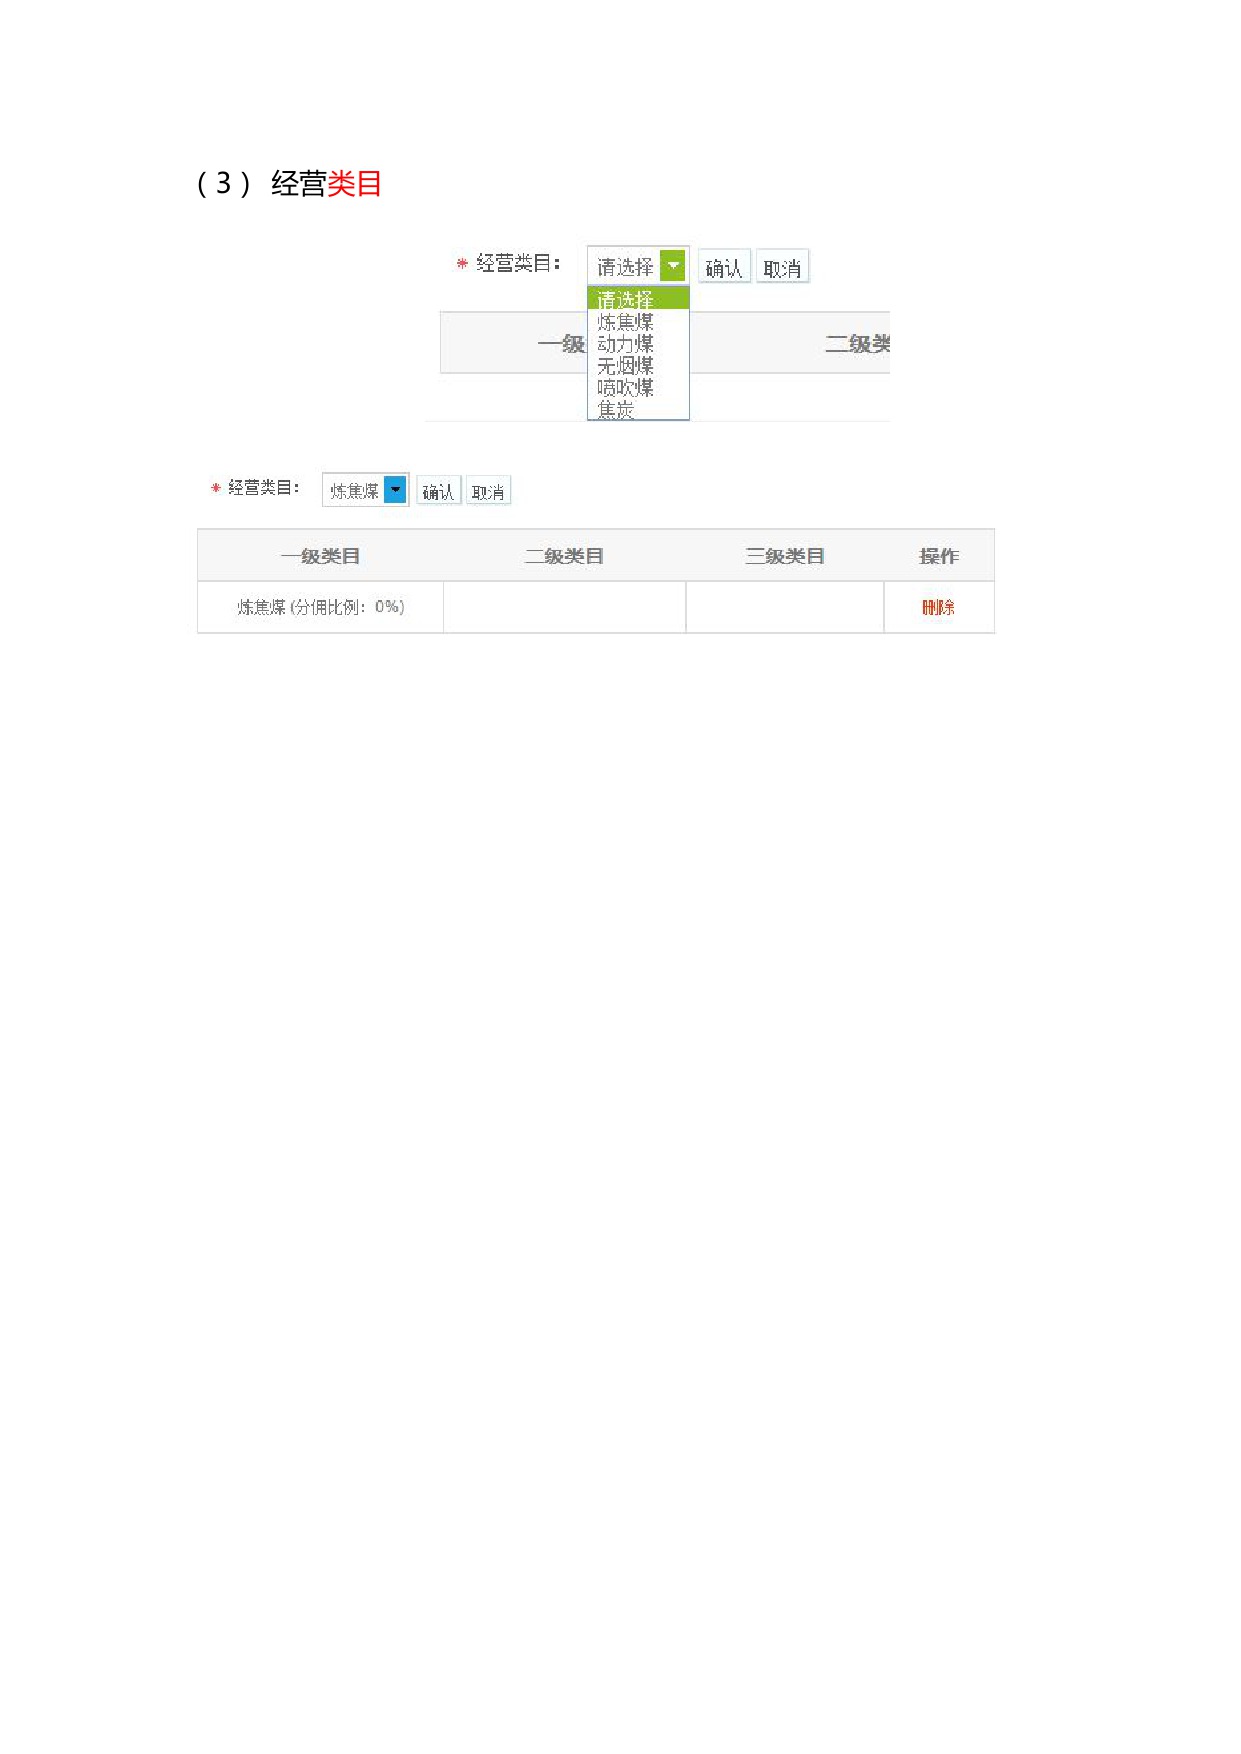 （3） 经营类目
* 经营类目： 请选择 确认 取消
请选择
炼焦煤
一级 动力煤 二级类
无烟煤
喷吹煤
焦炭
* 经营类目： 炼焦煤 确认 取消
一级类目 二级类目 三级类目 操作
炼焦煤 (分佣比例：0%) 删除